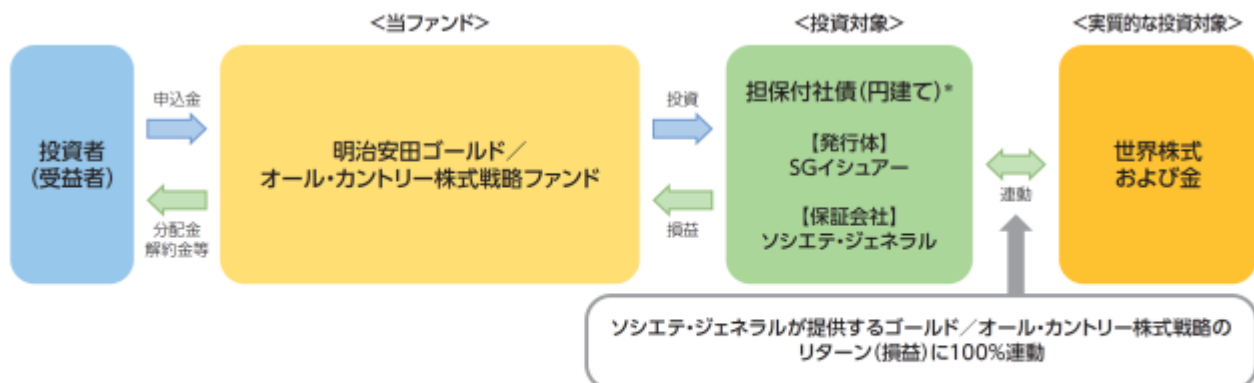 <当ファンド>
<投資対象>
<実質的な投資対象>
投資者
(受益者)
申込金
分配金
解約金等
明治安田ゴールド／
オール・カントリー株式戦略ファンド
投資
損益
担保付社債(円建て)*
【発行体】
SGイシュアー
【保証会社】
ソシエテ・ジェネラル
連動
世界株式
および金
ソシエテ・ジェネラルが提供するゴールド／オール・カントリー株式戦略の
リターン(損益)に100%連動